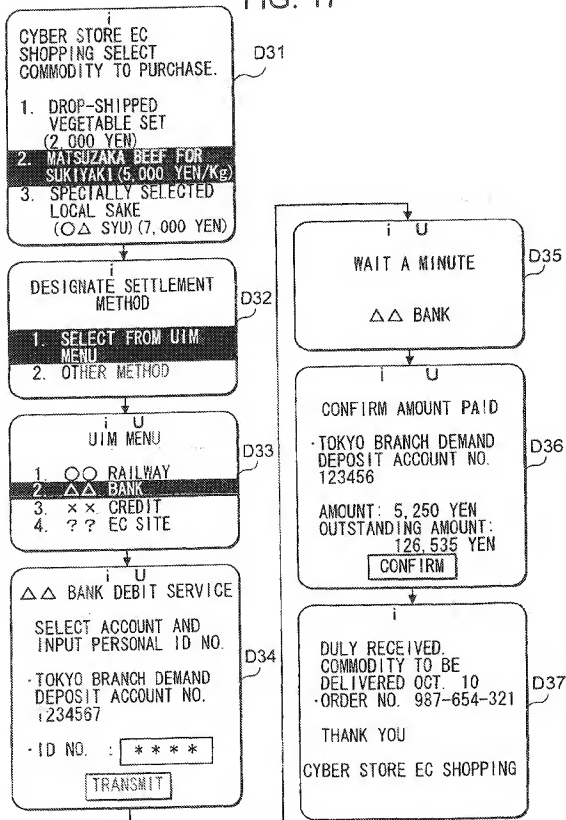 FIG. 17
i
CYBER STORE EC
SHOPPING SELECT
COMMODITY TO PURCHASE.
1. DROP-SHIPPED
VEGETABLE SET
(2,000 YEN)
2. MATSUZAKA BEEF FOR
SUKIYAKI(5,000 YEN/Kg)
3. SPECIALLY SELECTED
LOCAL SAKE
(○△ SYU)(7,000 YEN)
D31
i
DESIGNATE SETTLEMENT
METHOD
1. SELECT FROM UIM
MENU
2. OTHER METHOD
D32
i U
UIM MENU
1. ○○ RAILWAY
2. △△ BANK
3. ×× CREDIT
4. ?? EC SITE
D33
i U
△△ BANK DEBIT SERVICE
SELECT ACCOUNT AND
INPUT PERSONAL ID NO.
·TOKYO BRANCH DEMAND
DEPOSIT ACCOUNT NO.
1234567
·ID NO. : ****
TRANSMIT
D34
i U
WAIT A MINUTE
△△ BANK
D35
i U
CONFIRM AMOUNT PAID
·TOKYO BRANCH DEMAND
DEPOSIT ACCOUNT NO.
123456
AMOUNT: 5,250 YEN
OUTSTANDING AMOUNT:
126,535 YEN
CONFIRM
D36
i
DULY RECEIVED.
COMMODITY TO BE
DELIVERED OCT. 10
·ORDER NO. 987-654-321
THANK YOU
CYBER STORE EC SHOPPING
D37